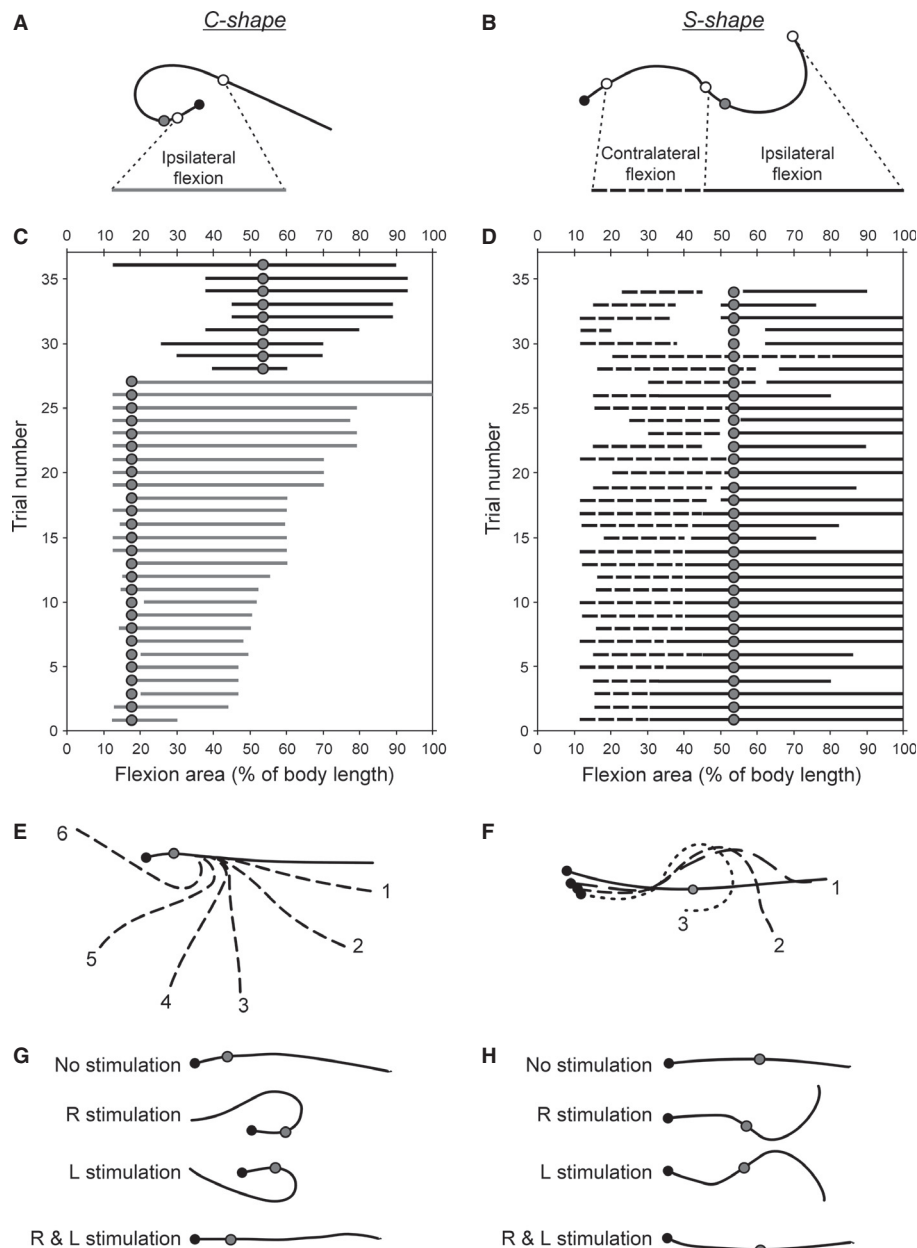 A
C-shape
Ipsilateral
flexion
B
S-shape
Contralateral
flexion
Ipsilateral
flexion
C
0 10 20 30 40 50 60 70 80 90 100
35
30
25
20
15
10
5
0
Trial number
0 10 20 30 40 50 60 70 80 90 100
Flexion area (% of body length)
D
0 10 20 30 40 50 60 70 80 90 100
35
30
25
20
15
10
5
0
Trial number
0 10 20 30 40 50 60 70 80 90 100
Flexion area (% of body length)
E
6
1
2
5
4
3
F
1
3
2
G
No stimulation
R stimulation
L stimulation
R & L stimulation
H
No stimulation
R stimulation
L stimulation
R & L stimulation